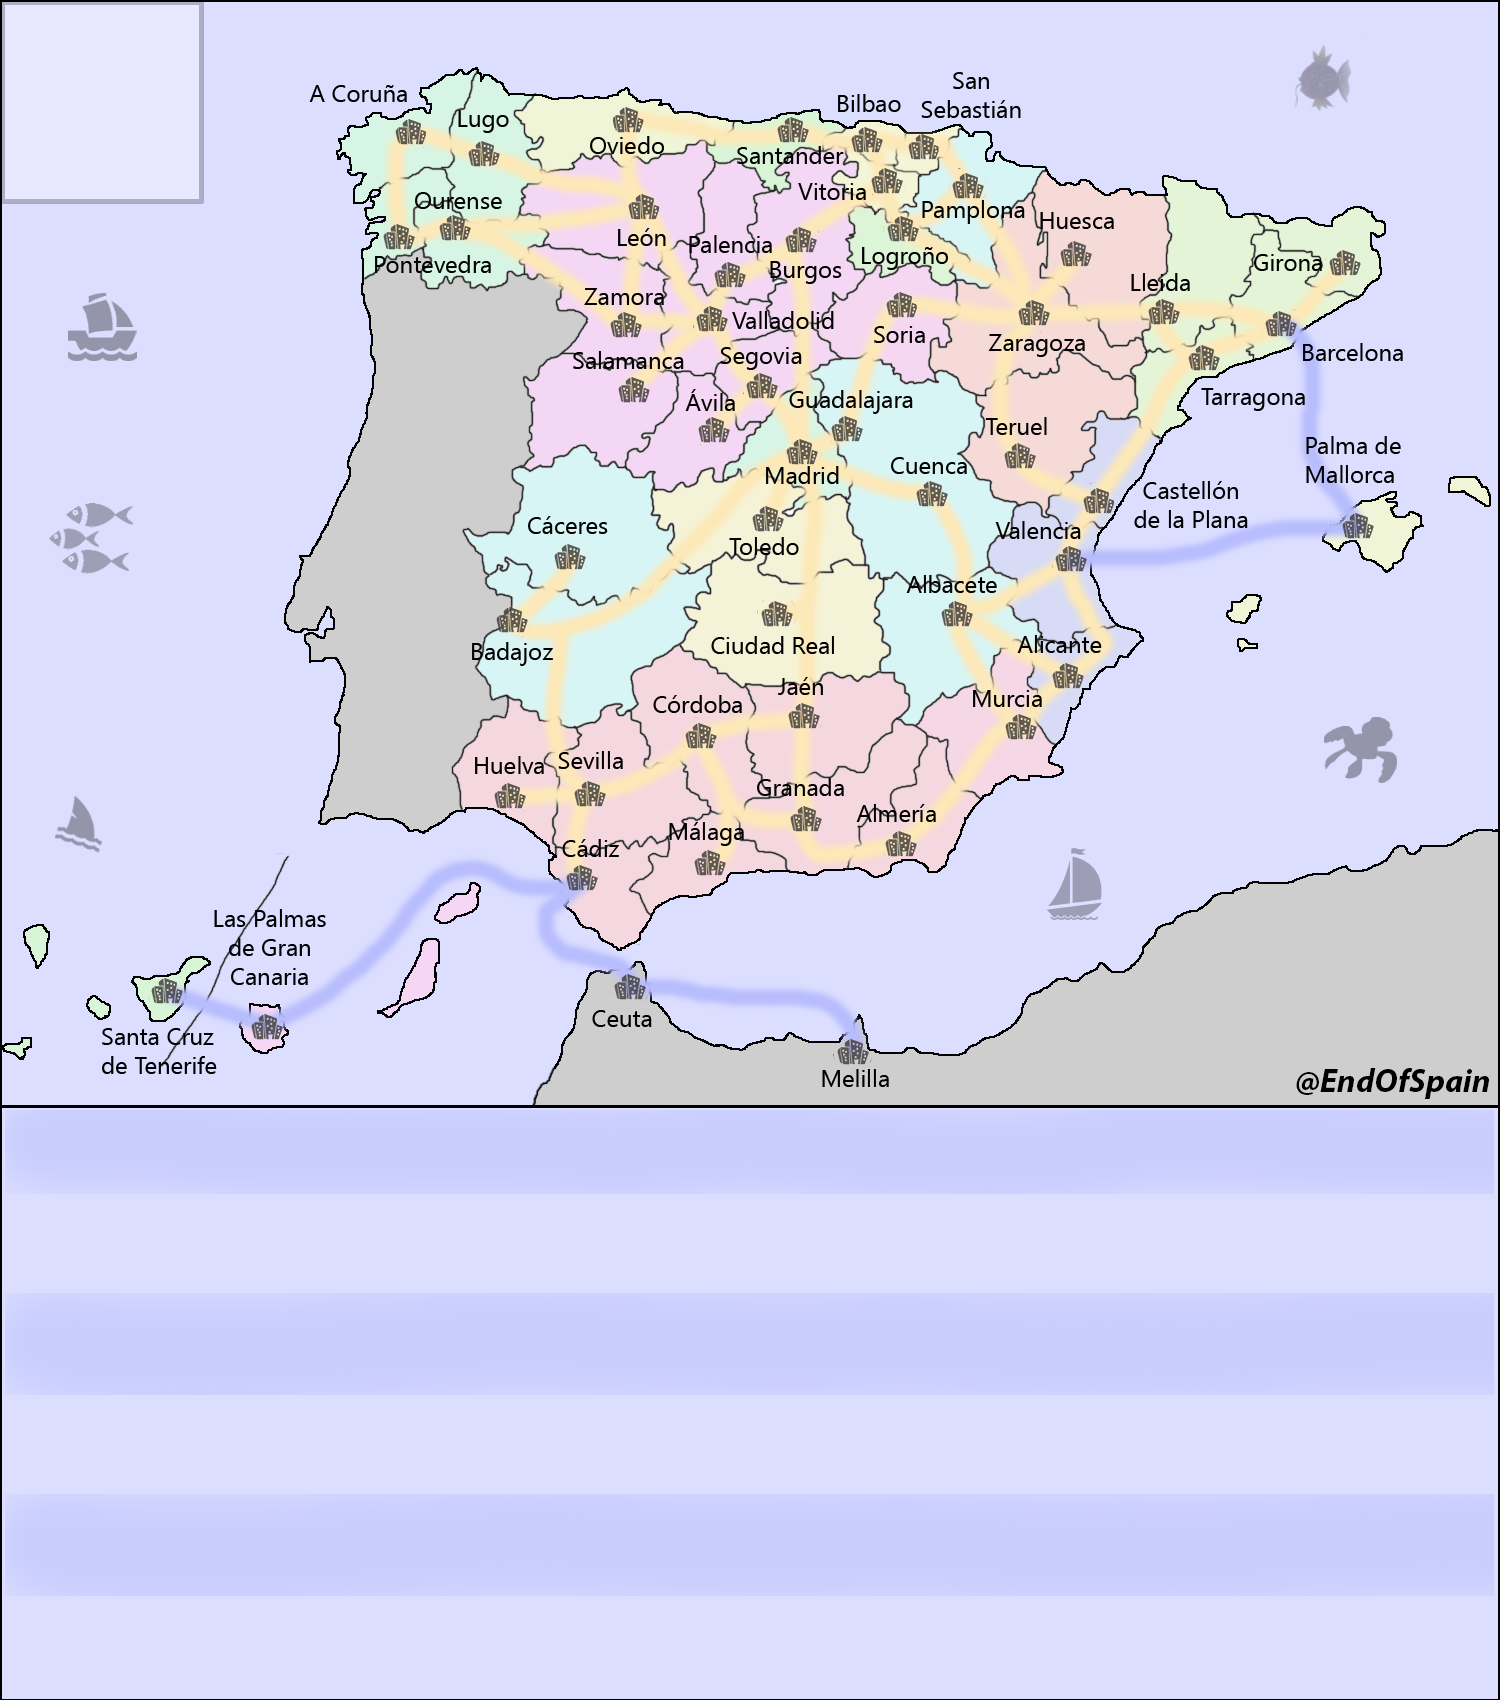 San
Bilbao
Sebastián
A Coruña
Lugo
Oviedo
Santander
Vitoria
Ourense
Pamplona
Huesca
León
Palencia
Logroño
Girona
Pontevedra
Burgos
Lleida
Zamora
Valladolid
Soria
Zaragoza
Salamanca
Segovia
Barcelona
Ávila
Guadalajara
Tarragona
Teruel
Palma de
Mallorca
Madrid
Cuenca
Castellón
de la Plana
Cáceres
Toledo
Valencia
Albacete
Badajoz
Ciudad Real
Alicante
Jaén
Córdoba
Murcia
Huelva
Sevilla
Granada
Almería
Málaga
Cádiz
Las Palmas
de Gran
Canaria
Santa Cruz
de Tenerife
Ceuta
Melilla
@EndOfSpain